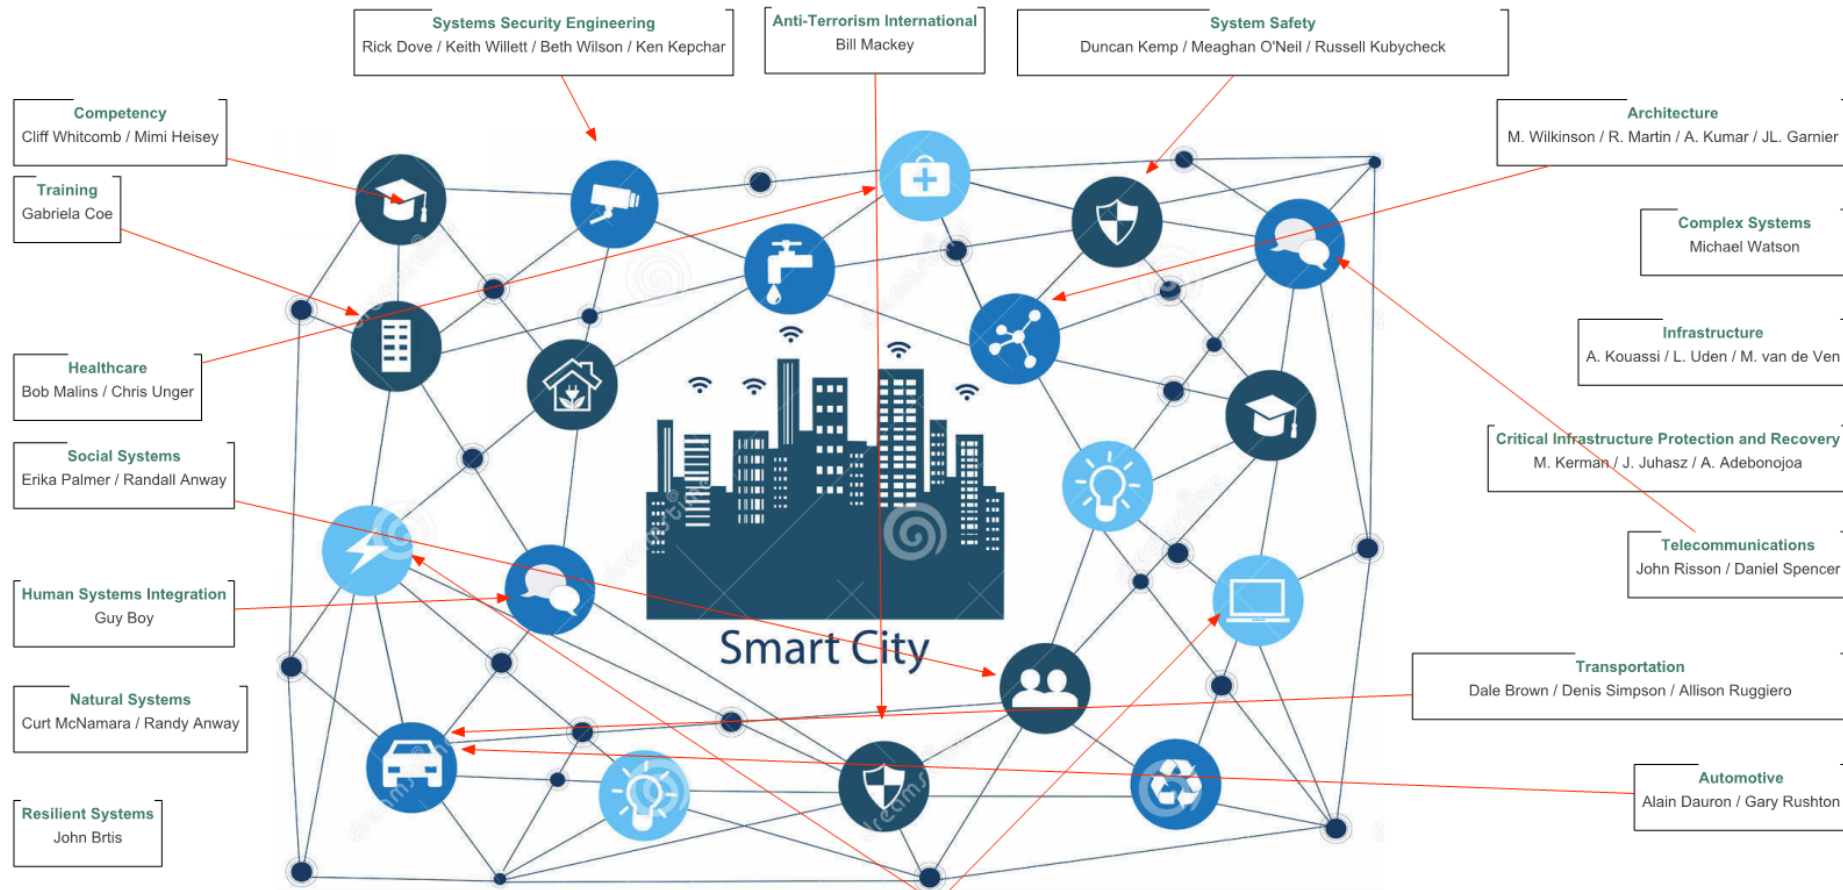 Systems Security Engineering
Rick Dove / Keith Willett / Beth Wilson / Ken Kepchar
Anti-Terrorism International
Bill Mackey
System Safety
Duncan Kemp / Meaghan O'Neil / Russell Kubycheck
Competency
Cliff Whitcomb / Mimi Heisey
Architecture
M. Wilkinson / R. Martin / A. Kumar / JL. Garnier
Training
Gabriela Coe
Complex Systems
Michael Watson
Infrastructure
A. Kouassi / L. Uden / M. van de Ven
Healthcare
Bob Malins / Chris Unger
Critical Infrastructure Protection and Recovery
M. Kerman / J. Juhasz / A. Adebonojoa
Social Systems
Erika Palmer / Randall Anway
Telecommunications
John Risson / Daniel Spencer
Human Systems Integration
Guy Boy
Smart City
Transportation
Dale Brown / Denis Simpson / Allison Ruggiero
Natural Systems
Curt McNamara / Randy Anway
Automotive
Alain Dauron / Gary Rushton
Resilient Systems
John Brtis